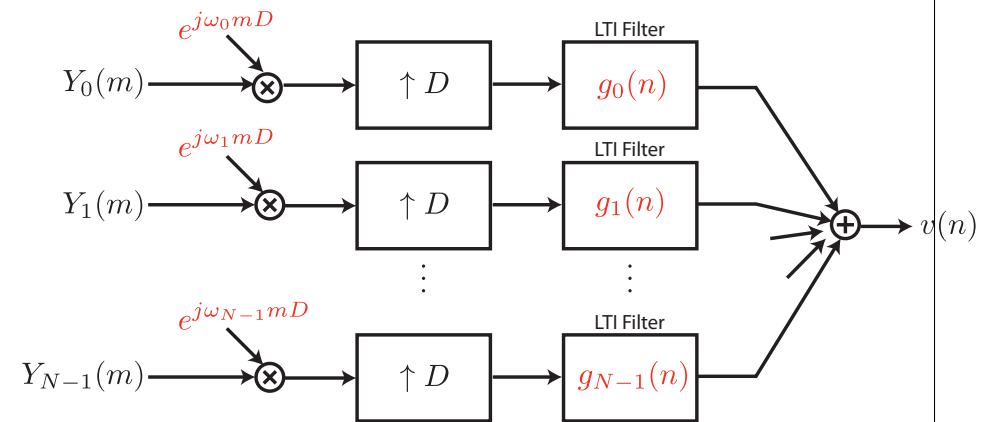 e^{jω_0 mD}
LTI Filter
Y_0(m)
↑ D
g_0(n)
e^{jω_1 mD}
LTI Filter
Y_1(m)
↑ D
g_1(n)
v(n)
⋮ ⋮
e^{jω_{N−1} mD}
LTI Filter
Y_{N−1}(m)
↑ D
g_{N−1}(n)